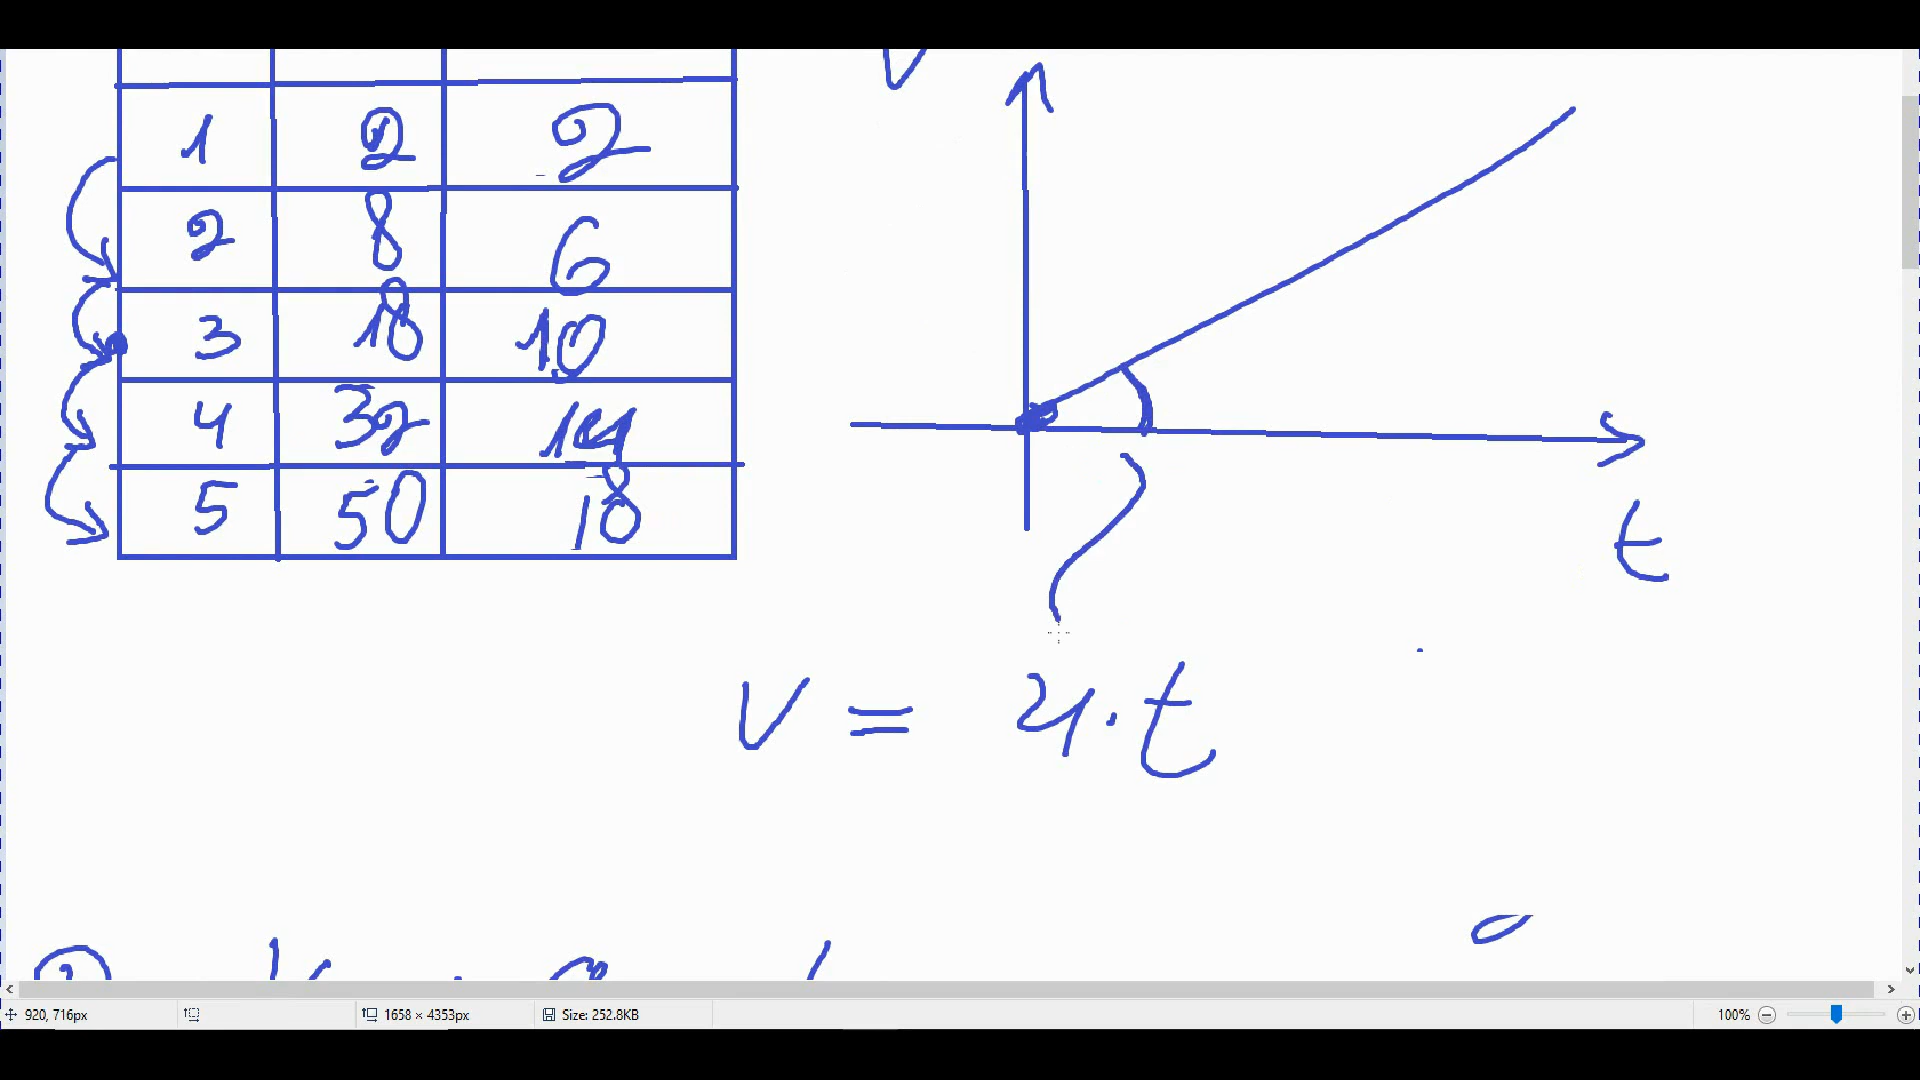 V
1 2 2
2 8 6
3 18 10
4 32 14
5 50 18
t
V = 4·t
920, 716px 1658 × 4353px Size: 252.8KB 100%